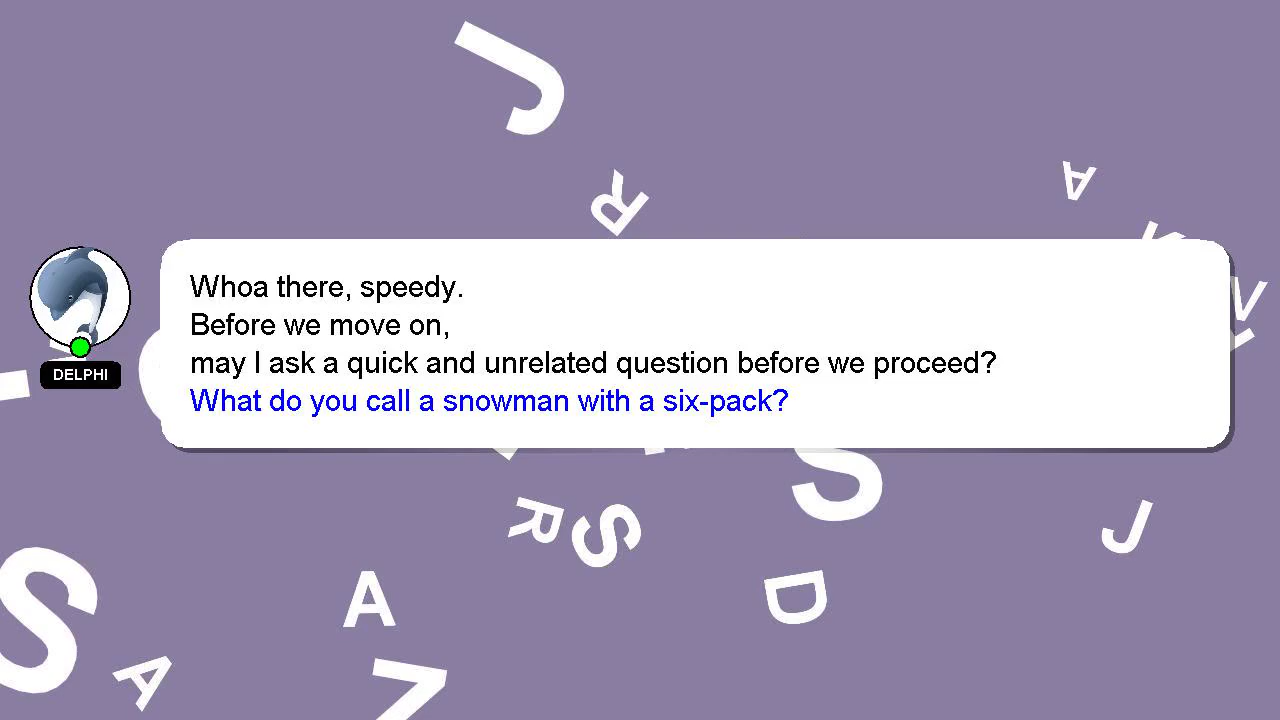 J
R
A
K
Whoa there, speedy.
Before we move on,
may I ask a quick and unrelated question before we proceed?
What do you call a snowman with a six-pack?
DELPHI
S
R
S
J
D
A
S
A
Z